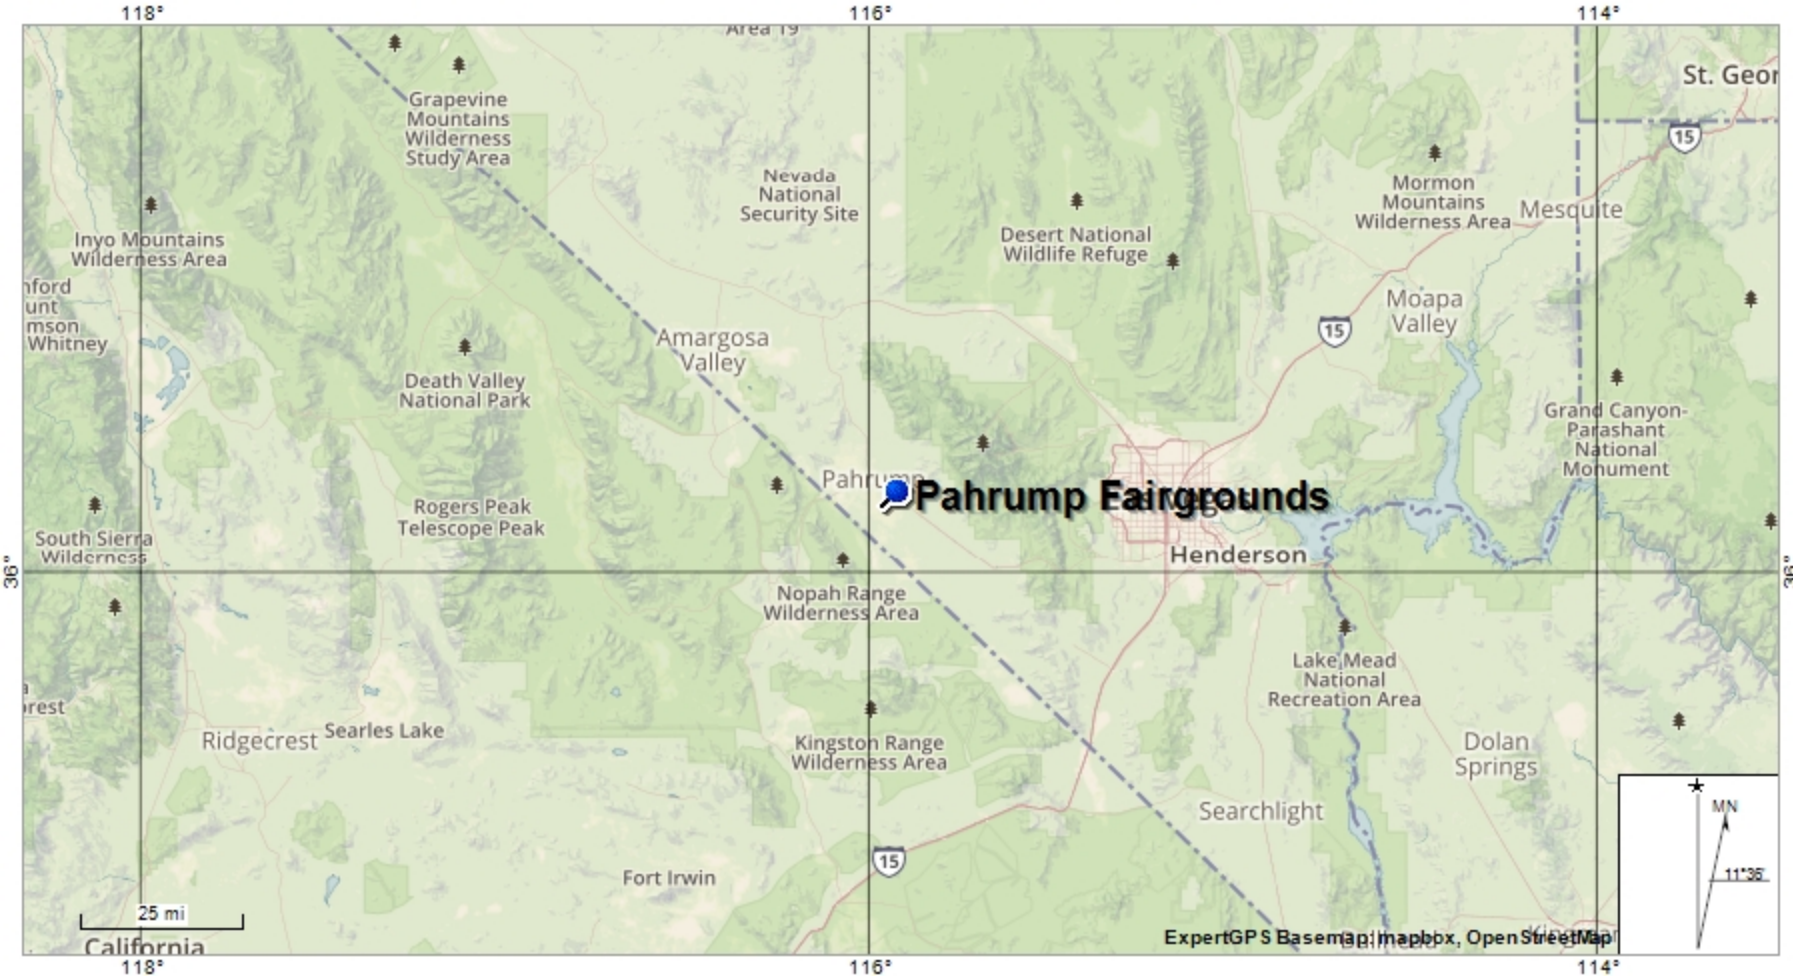 118°
116°
114°
Area 19
St. Geor
Grapevine
Mountains
Wilderness
Study Area
15
Nevada
National
Security Site
Mormon
Mountains
Wilderness Area
Mesquite
Inyo Mountains
Wilderness Area
Desert National
Wildlife Refuge
nford
unt
mson
Whitney
Moapa
Valley
15
Amargosa
Valley
Death Valley
National Park
Grand Canyon-
Parashant
National
Monument
Pahrump
Pahrump Fairgrounds
Rogers Peak
Telescope Peak
South Sierra
Wilderness
Henderson
36°
36°
Nopah Range
Wilderness Area
Lake Mead
National
Recreation Area
rest
Ridgecrest
Searles Lake
Kingston Range
Wilderness Area
Dolan
Springs
Searchlight
MN
15
11°36'
Fort Irwin
25 mi
California
ExpertGPS Basemap: mapbox, OpenStreetMap
118°
116°
114°